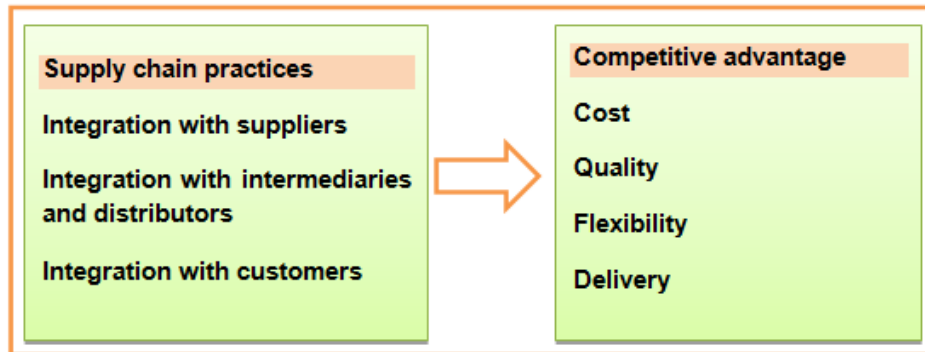 Supply chain practices
Integration with suppliers
Integration with intermediaries
and distributors
Integration with customers
Competitive advantage
Cost
Quality
Flexibility
Delivery